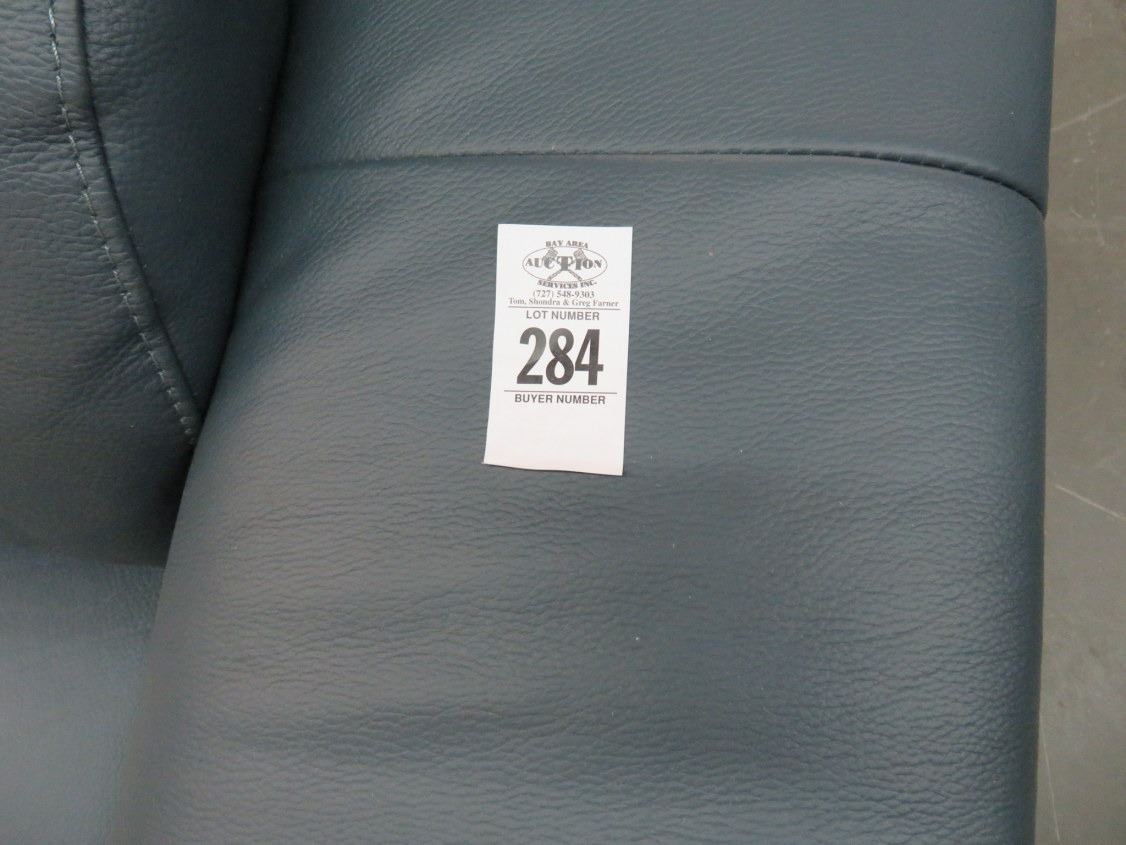 BAY AREA
AUCTION
SERVICES INC.
(727) 548-9303
Tom, Shondra & Greg Farner
LOT NUMBER
284
BUYER NUMBER